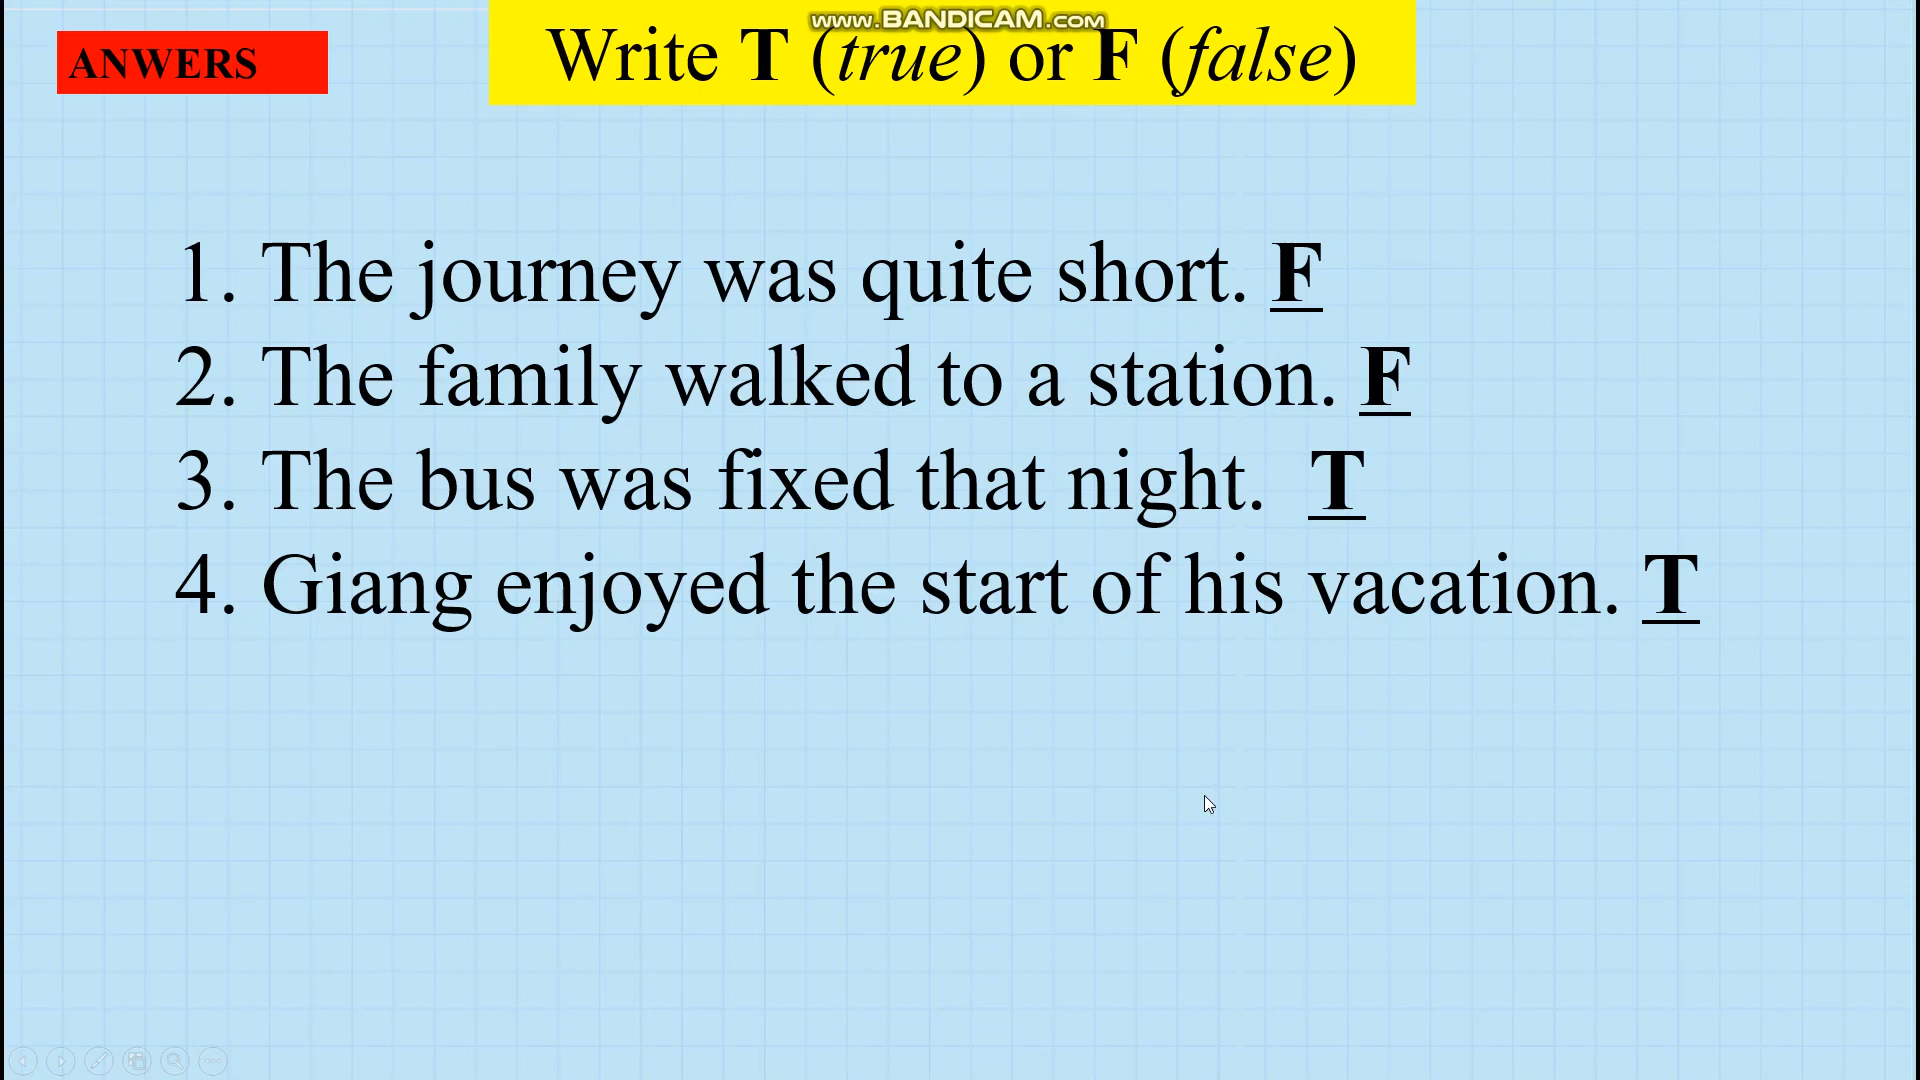 www.BANDICAM.com
ANWERS
Write T (true) or F (false)
1. The journey was quite short. F
2. The family walked to a station. F
3. The bus was fixed that night. T
4. Giang enjoyed the start of his vacation. T